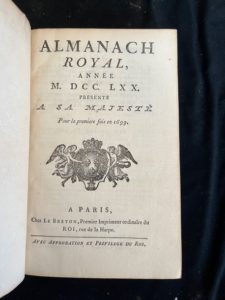 ALMANACH
ROYAL,
ANNÉE
M. DCC. LXX.
PRÉSENTÉ
A SA MAJESTÉ
Pour la premiere fois en 1699.
A PARIS,
Chez LE BRETON, Premier Imprimeur ordinaire du
ROI, rue de la Harpe.
AVEC APPROBATION ET PRIVILEGE DU ROI.